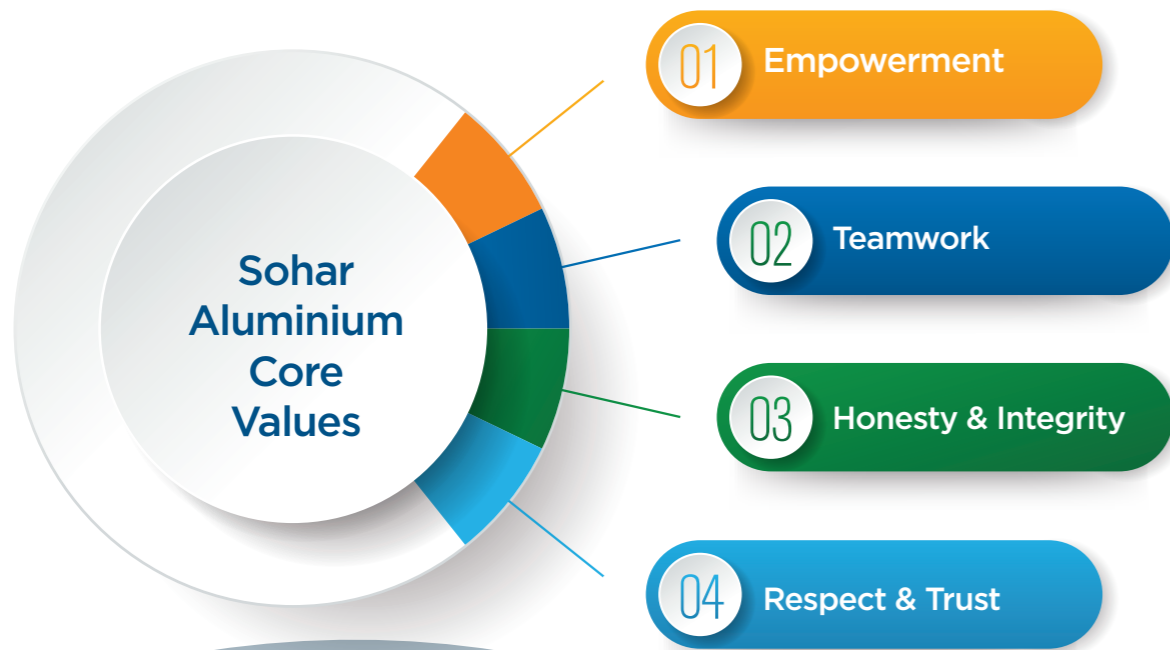 Sohar
Aluminium
Core
Values
01 Empowerment
02 Teamwork
03 Honesty & Integrity
04 Respect & Trust